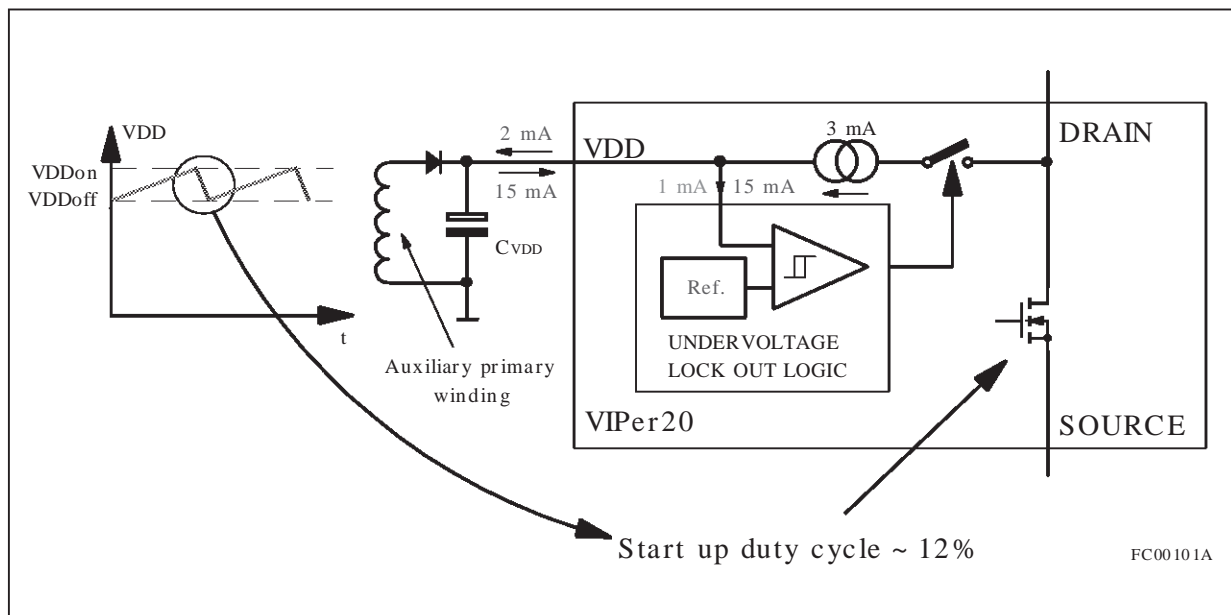 VDD
VDDon
VDDoff
t
2 mA
15 mA
CVDD
Auxiliary primary
winding
VDD
3 mA
1 mA 15 mA
Ref.
UNDERVOLTAGE
LOCK OUT LOGIC
VIPer20
DRAIN
SOURCE
Start up duty cycle ~ 12%
FC00101A